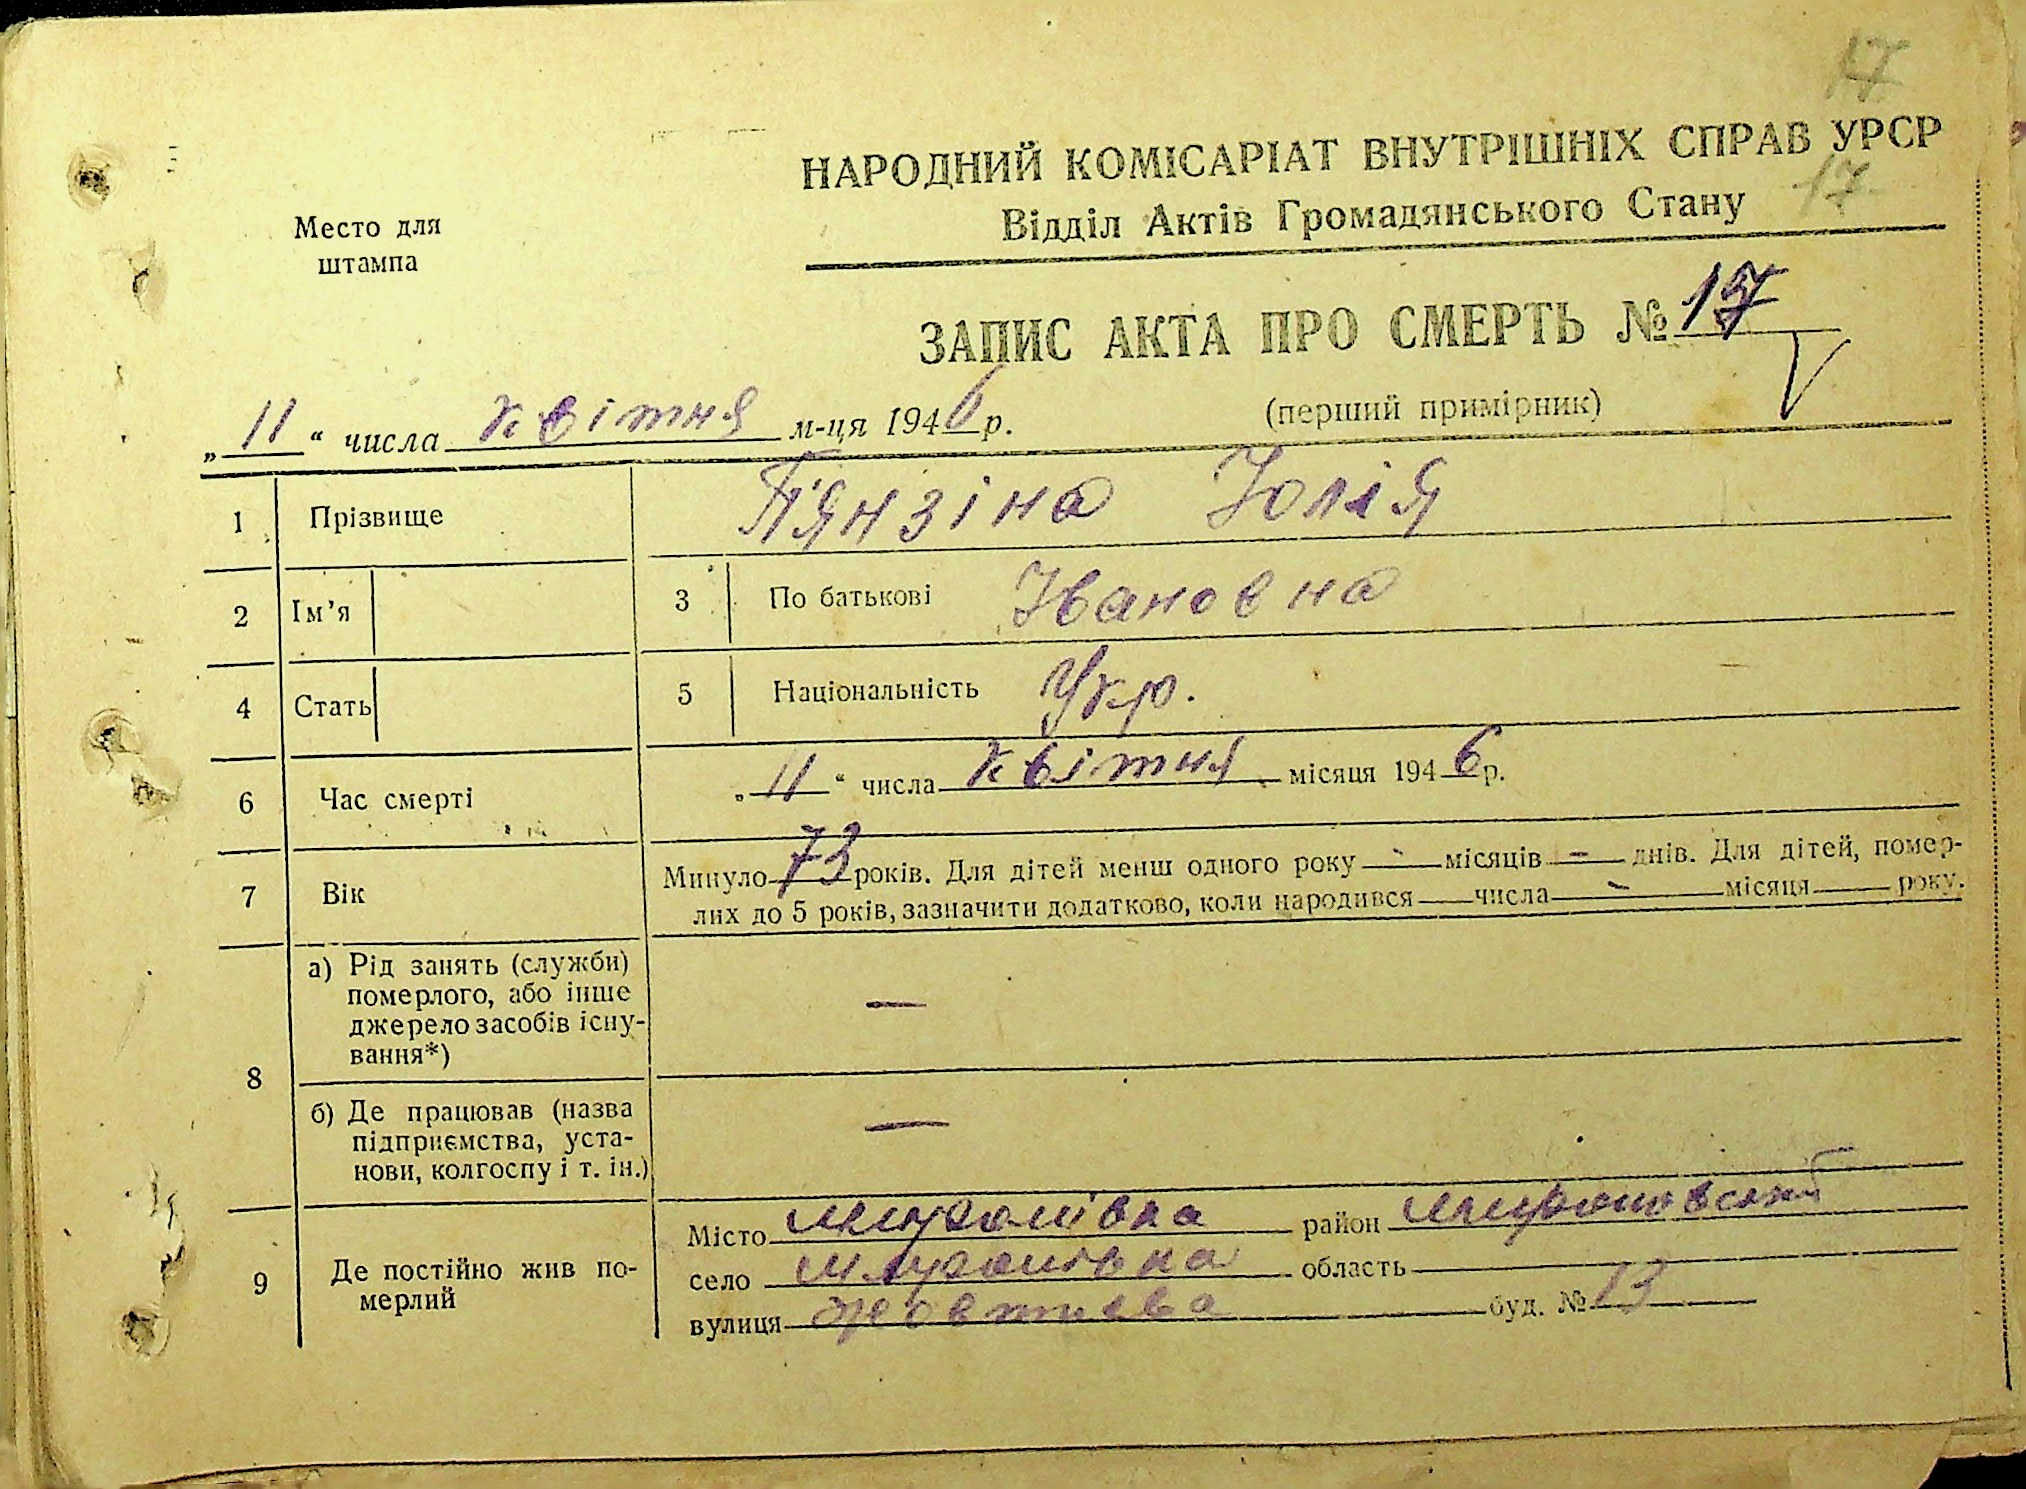 17
НАРОДНИЙ КОМІСАРІАТ ВНУТРІШНІХ СПРАВ УРСР
17
Відділ Актів Громадянського Стану
Место для
штампа
ЗАПИС АКТА ПРО СМЕРТЬ № 17
(перший примірник)
„11“ числа квітня м-ця 1946 р.
1 Прізвище П'янзіна Юлія
2 Ім'я 3 По батькові Івановна
4 Стать 5 Національність Укр.
6 Час смерті „11“ числа квітня місяця 1946 р.
7 Вік Минуло 73 років. Для дітей менш одного року - місяців - днів. Для дітей, помер-
лих до 5 років, зазначити додатково, коли народився числа - місяця року.
8 а) Рід занять (служби)
померлого, або інше
джерело засобів існу-
вання*) —
б) Де працював (назва
підприємства, уста-
нови, колгоспу і т. ін.) —
9 Де постійно жив по-
мерлий
Місто Миронівка район Мироновский
село Миронівка область
вулиця Жовтнева буд. № 13